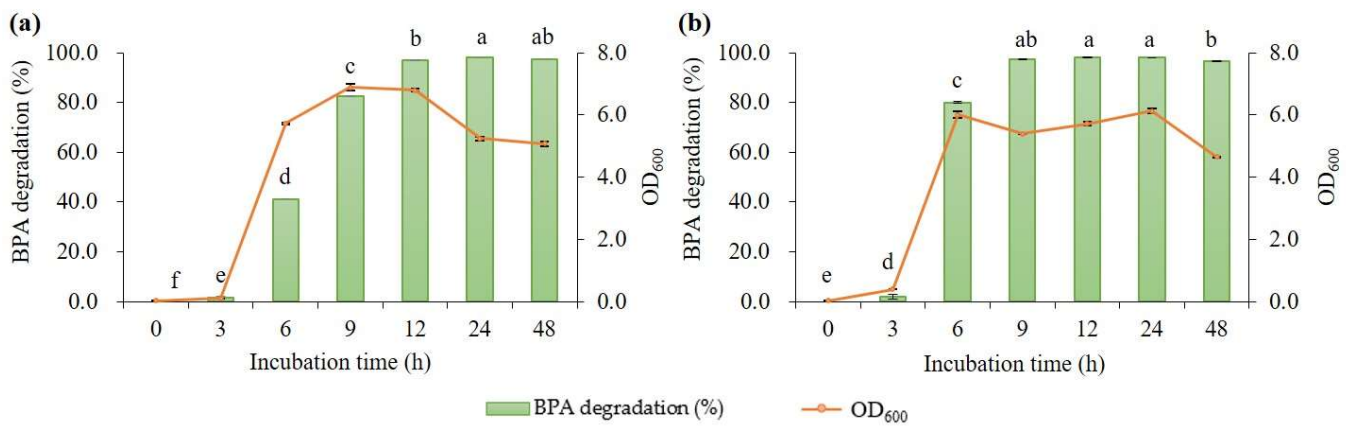 (a)
BPA degradation (%)
100.0
80.0
60.0
40.0
20.0
0.0
f
e
d
c
b
a
ab
8.0
6.0
4.0
2.0
0.0
OD600
0 3 6 9 12 24 48
Incubation time (h)
(b)
BPA degradation (%)
100.0
80.0
60.0
40.0
20.0
0.0
e
d
c
ab
a
a
b
8.0
6.0
4.0
2.0
0.0
OD600
0 3 6 9 12 24 48
Incubation time (h)
BPA degradation (%) OD600